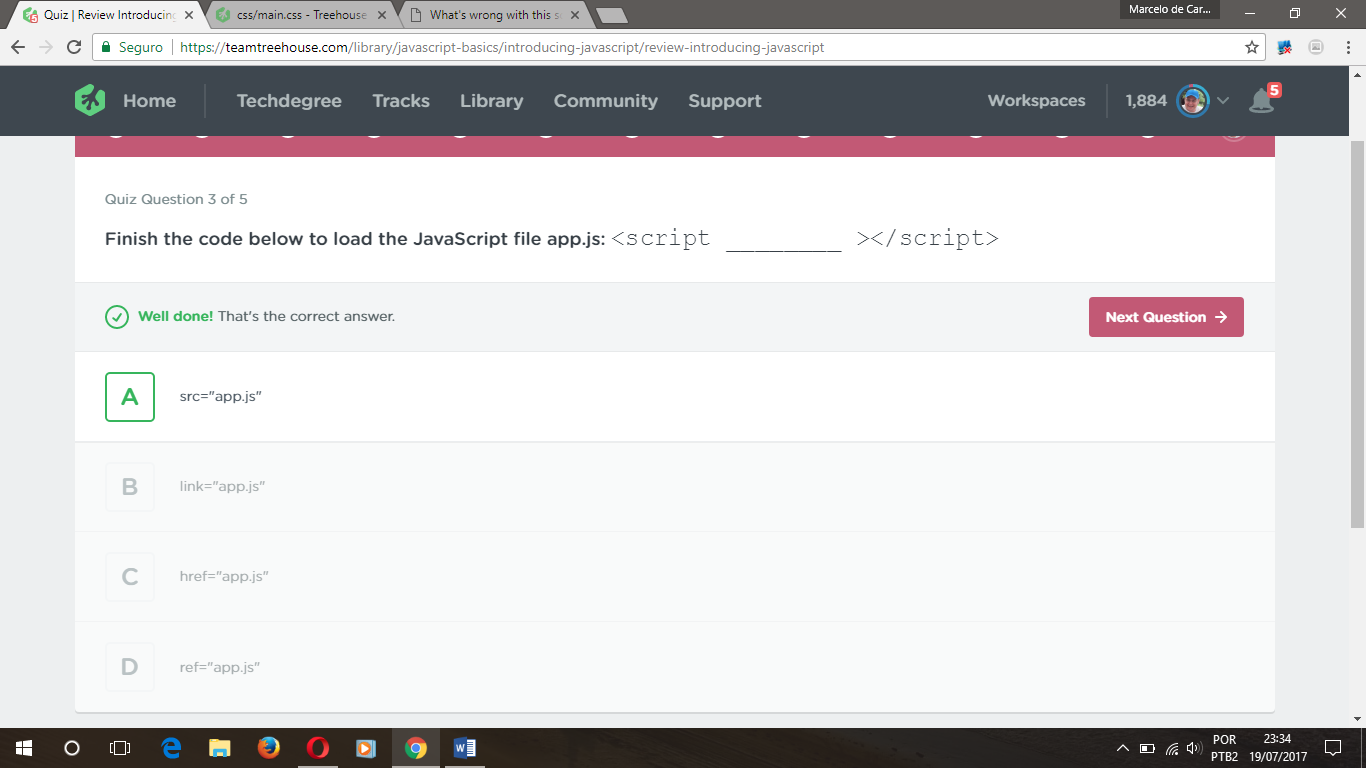 Quiz | Review Introducing
css/main.css - Treehouse
What's wrong with this s
Marcelo de Car...
Seguro
https://teamtreehouse.com/library/javascript-basics/introducing-javascript/review-introducing-javascript
Home
Techdegree
Tracks
Library
Community
Support
Workspaces
1,884
5
Quiz Question 3 of 5
Finish the code below to load the JavaScript file app.js: <script ________ ></script>
Well done! That's the correct answer.
Next Question →
A
src="app.js"
B
link="app.js"
C
href="app.js"
D
ref="app.js"
POR
PTB2
23:34
19/07/2017